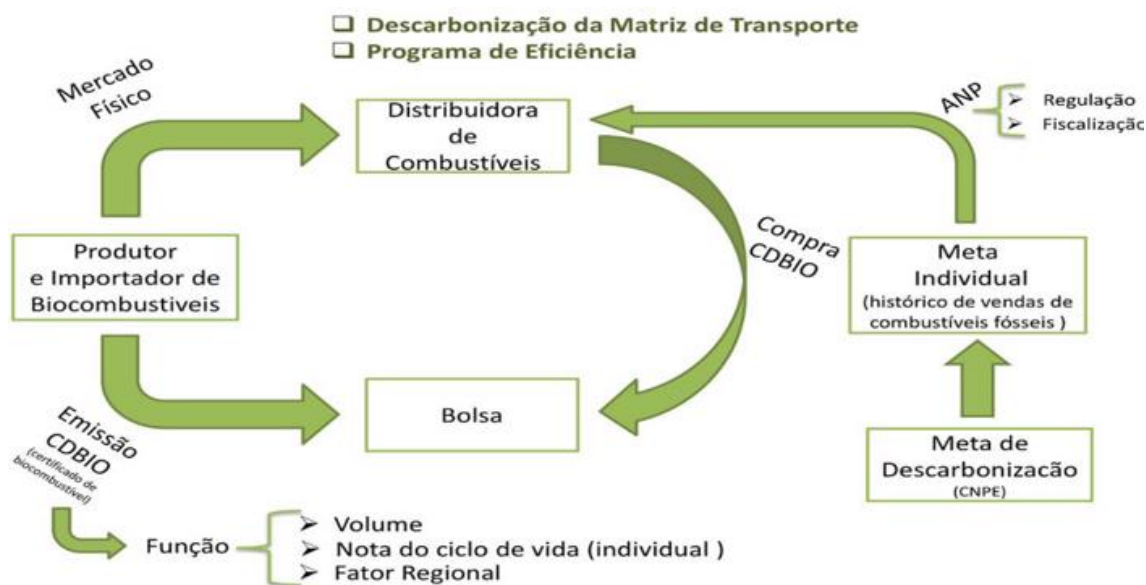 ❑ Descarbonização da Matriz de Transporte
❑ Programa de Eficiência
Mercado
Físico
Distribuidora
de
Combustíveis
ANP
➢ Regulação
➢ Fiscalização
Produtor
e Importador de
Biocombustiveis
Compra
CDBIO
Meta
Individual
(histórico de vendas de
combustíveis fósseis )
Bolsa
Emissão
CDBIO
(certificado de
biocombustível)
Meta de
Descarbonizacão
(CNPE)
Função
➢ Volume
➢ Nota do ciclo de vida (individual )
➢ Fator Regional